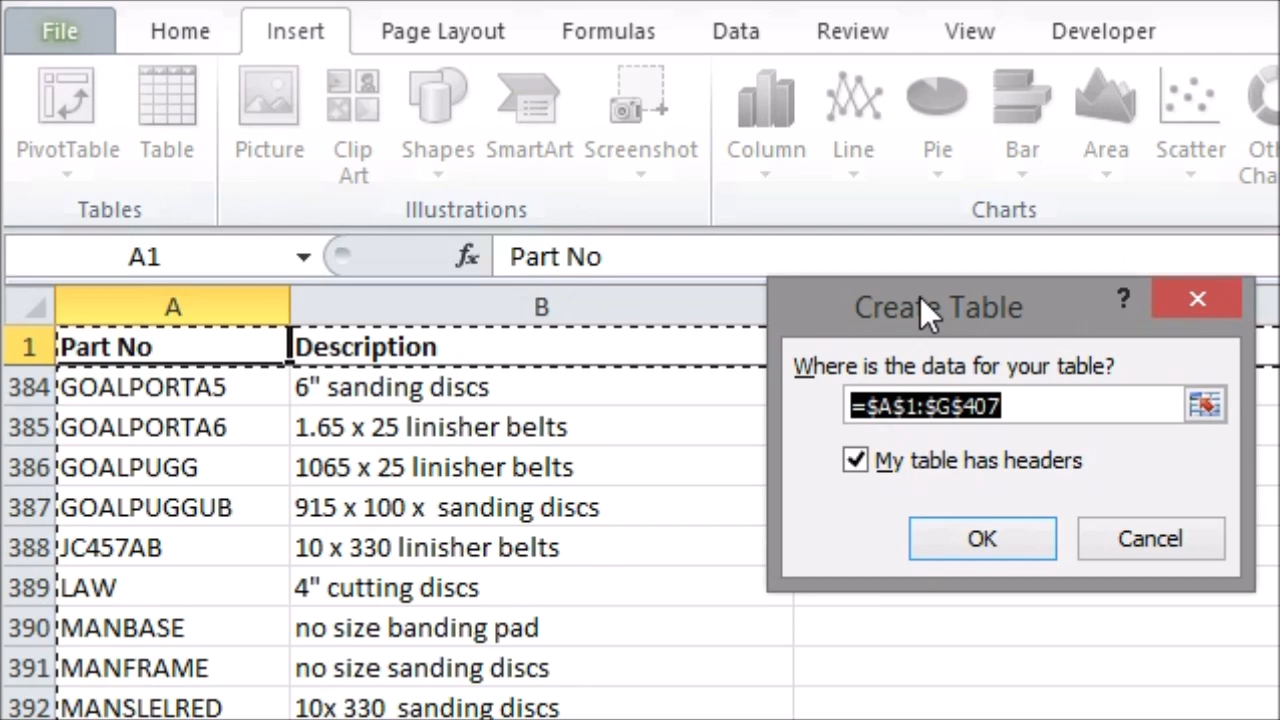 File Home Insert Page Layout Formulas Data Review View Developer
PivotTable Table Picture Clip Art Shapes SmartArt Screenshot Column Line Pie Bar Area Scatter
Tables Illustrations Charts
A1 fx Part No
A B
1 Part No Description
384 GOALPORTA5 6" sanding discs
385 GOALPORTA6 1.65 x 25 linisher belts
386 GOALPUGG 1065 x 25 linisher belts
387 GOALPUGGUB 915 x 100 x  sanding discs
388 JC457AB 10 x 330 linisher belts
389 LAW 4" cutting discs
390 MANBASE no size banding pad
391 MANFRAME no size sanding discs
392 MANSLELRED 10x 330  sanding discs
Create Table ?
Where is the data for your table?
=$A$1:$G$407
My table has headers
OK Cancel